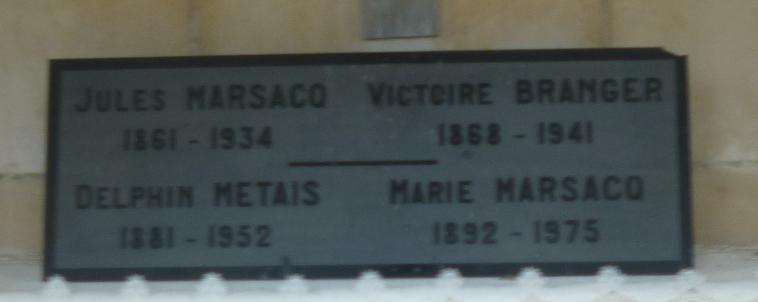 JULES MARSACQ VICTOIRE BRANGER
1861 - 1934 1868 - 1941
DELPHIN METAIS MARIE MARSACQ
1881 - 1952 1892 - 1975